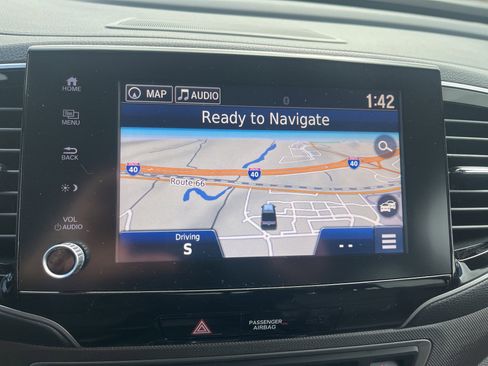 HOME
MENU
BACK
VOL
AUDIO
MAP
AUDIO
0
1:42
Ready to Navigate
40
40
40
Route 66
Driving
S
--
PASSENGER
AIRBAG